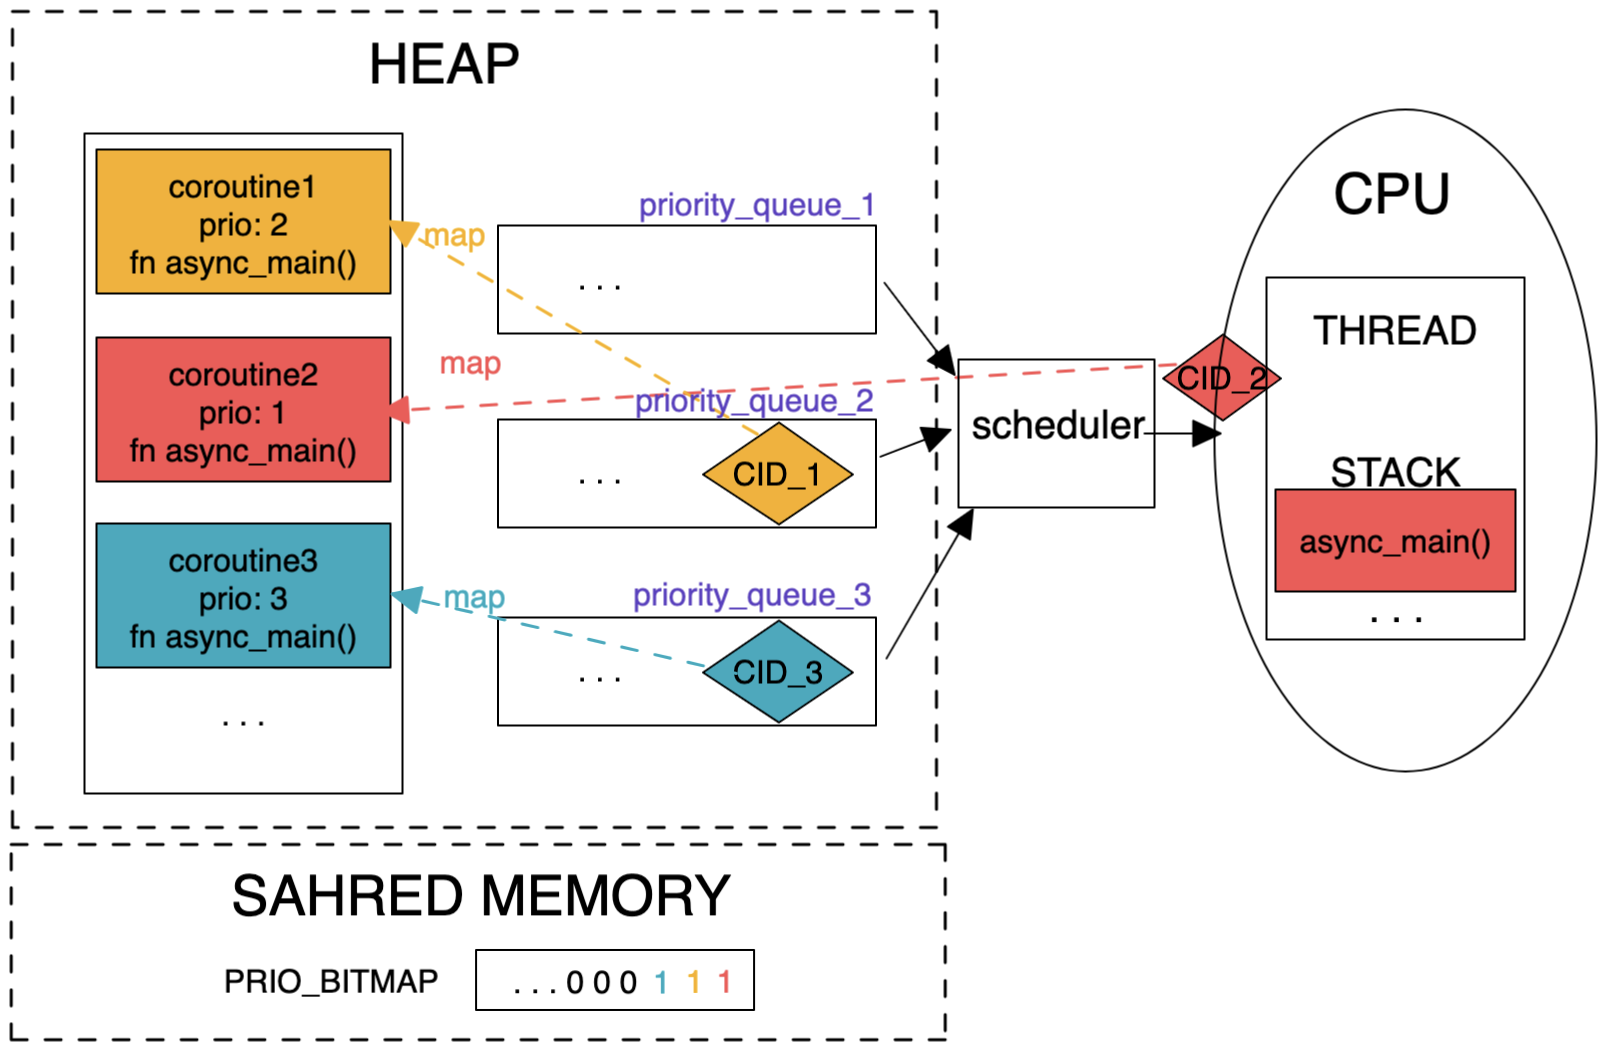 HEAP
coroutine1
prio: 2
fn async_main()
coroutine2
prio: 1
fn async_main()
coroutine3
prio: 3
fn async_main()
. . .
map
map
map
priority_queue_1
. . .
priority_queue_2
. . .
CID_1
priority_queue_3
. . .
CID_3
scheduler
CID_2
CPU
THREAD
STACK
async_main()
. . .
SAHRED MEMORY
PRIO_BITMAP
. . . 0 0 0 1 1 1